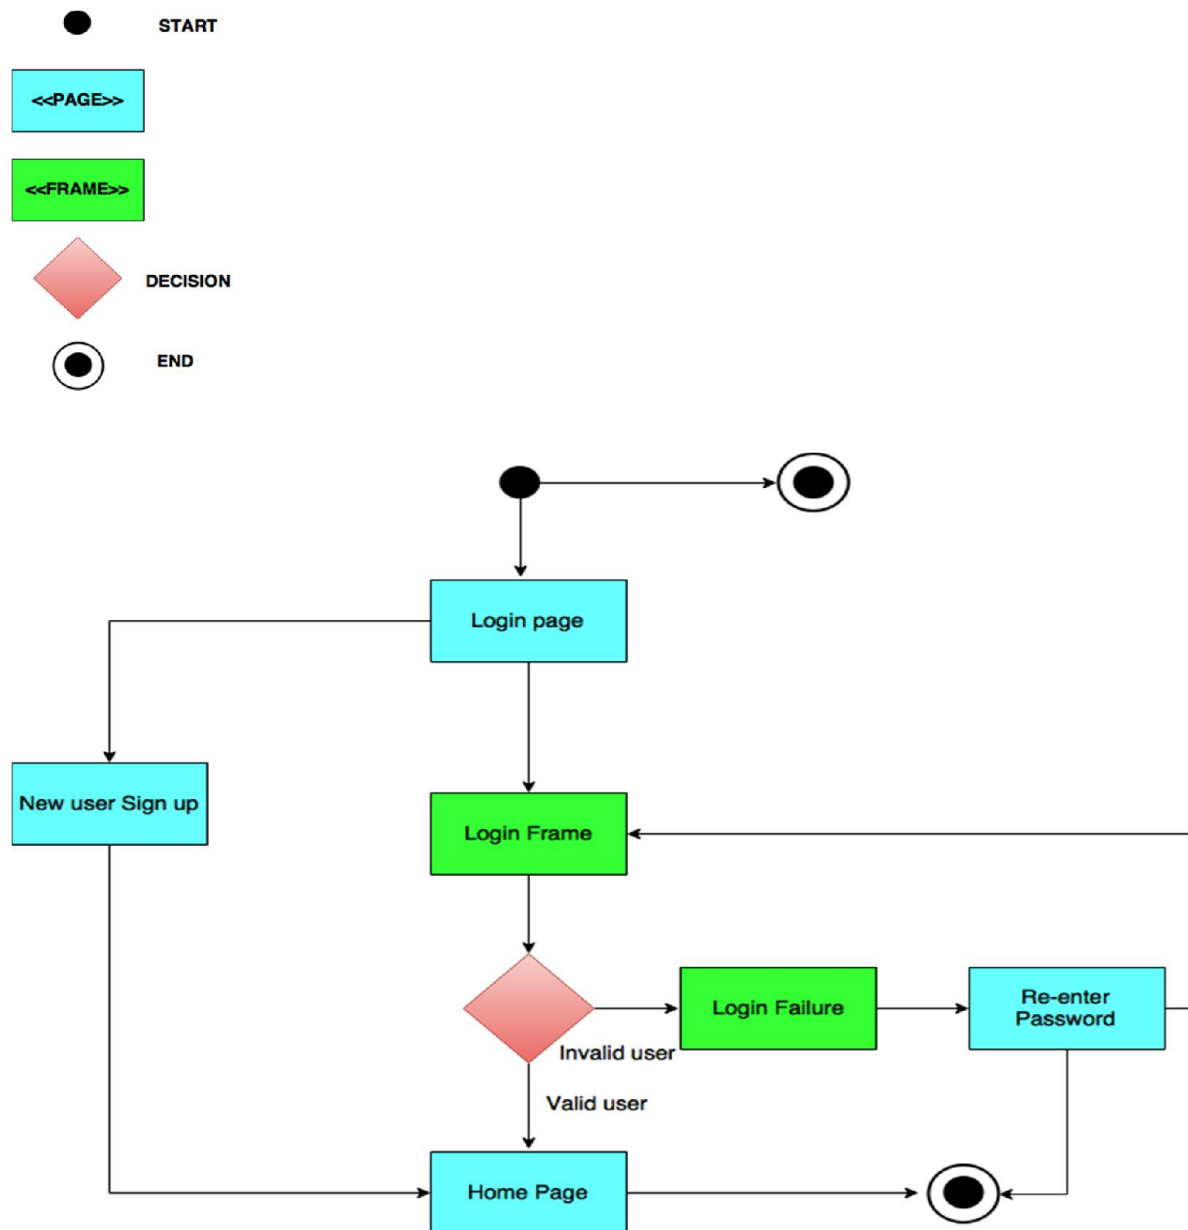 START
<<PAGE>>
<<FRAME>>
DECISION
END
Login page
New user Sign up
Login Frame
Login Failure
Re-enter
Password
Invalid user
Valid user
Home Page